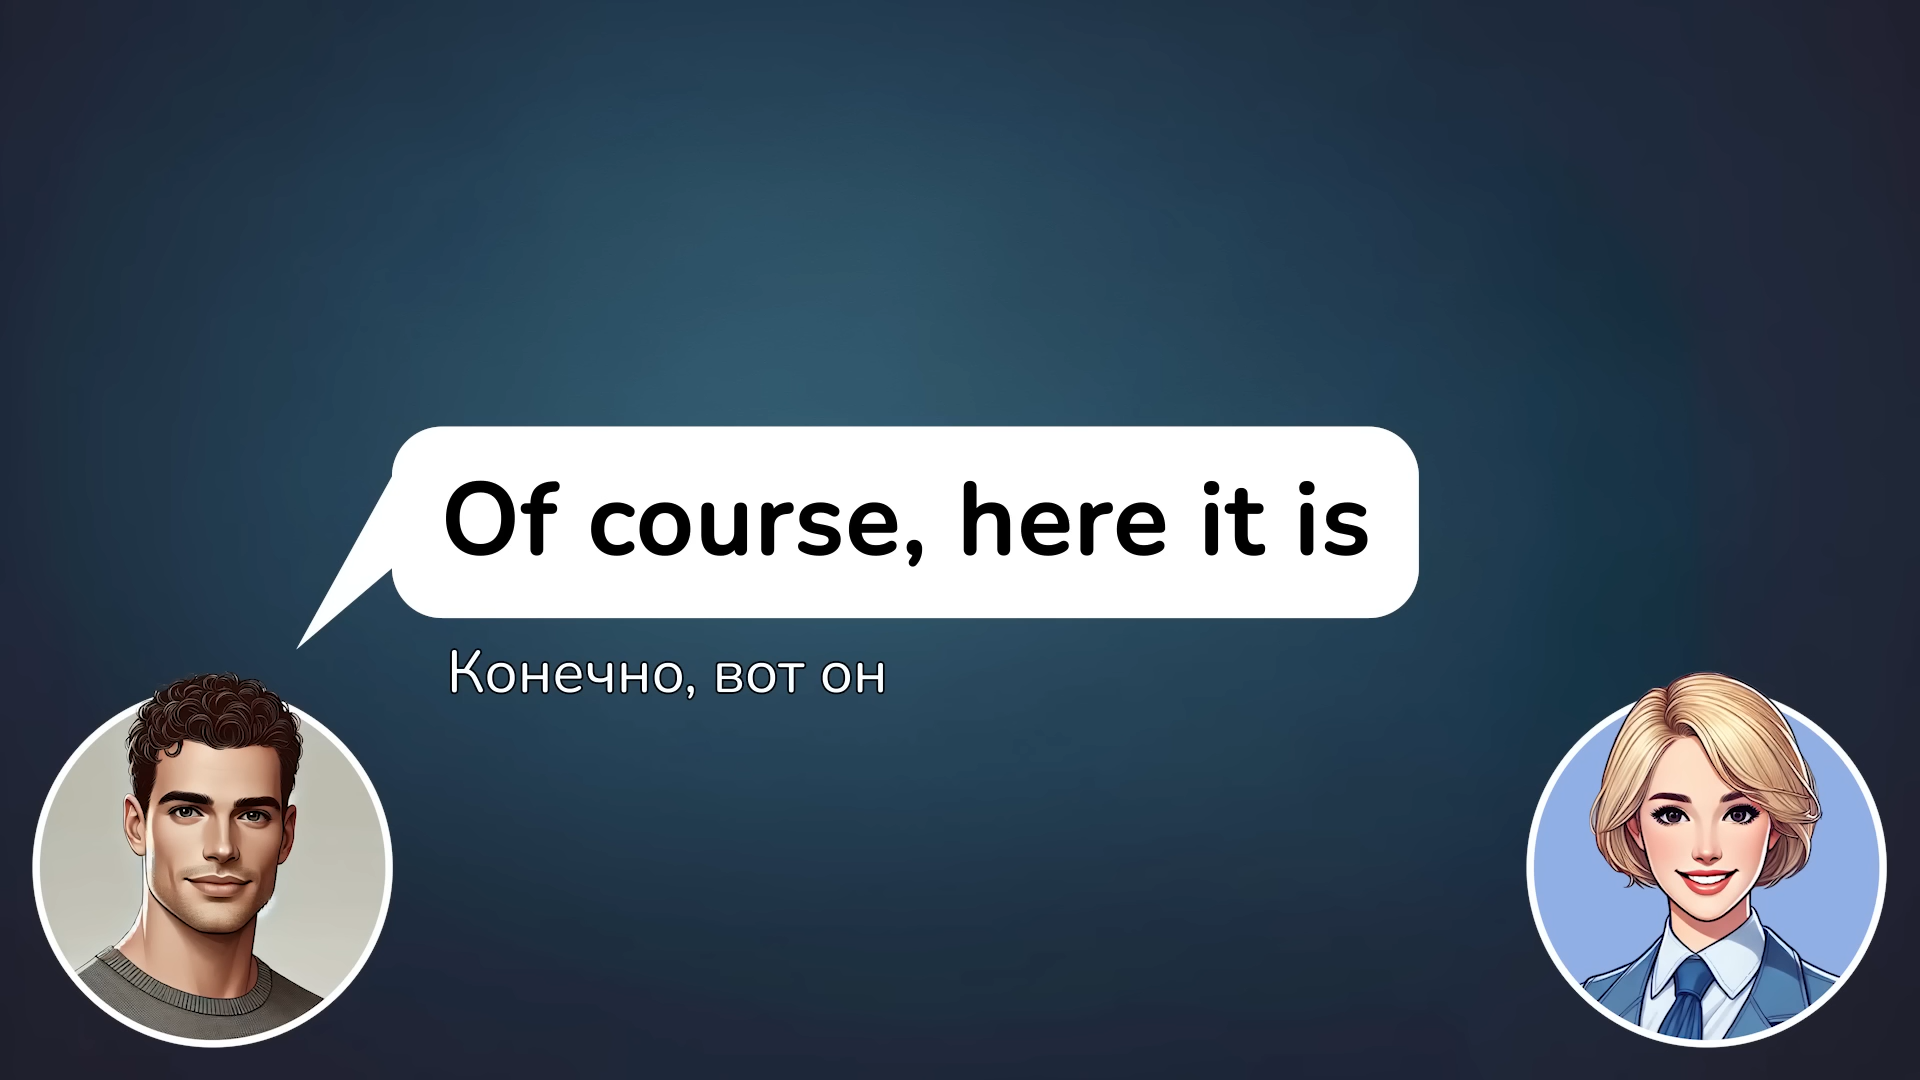 Of course, here it is
Конечно, вот он